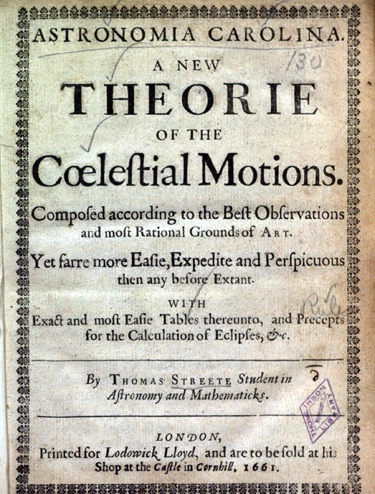 ASTRONOMIA CAROLINA.
A NEW
130
THEORIE
OF THE
Cœleſtial Motions.
Compoſed according to the Beſt Obſervations
and moſt Rational Grounds of ART.
Yet farre more Eaſie, Expedite and Perſpicuous
then any before Extant.
WITH
Exact and moſt Eaſie Tables thereunto, and Precepts
for the Calculation of Eclipſes, &c.
By THOMAS STREETE Student in
Aſtronomy and Mathematicks.
LONDON,
Printed for Lodowick Lloyd, and are to be ſold at his
Shop at the Caſtle in Cornhill, 1661.